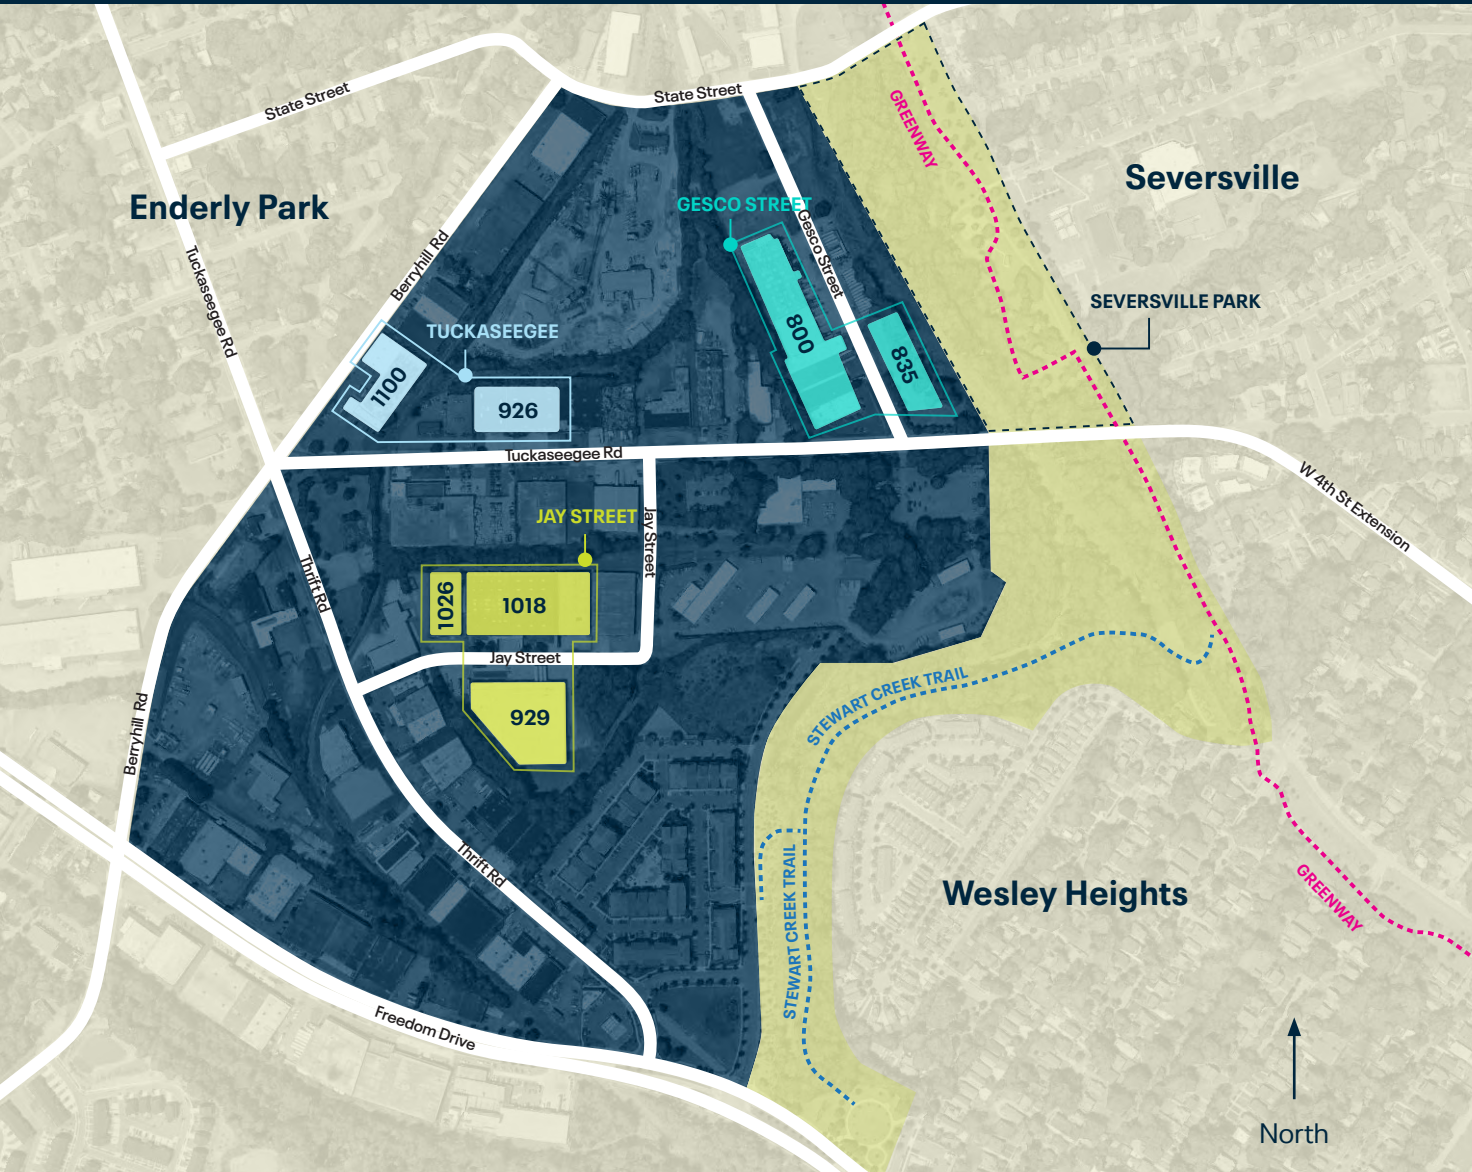 State Street
State Street
GREENWAY
Seversville
Enderly Park
GESCO STREET
Gesco Street
Tuckaseegee Rd
Berryhill Rd
SEVERSVILLE PARK
TUCKASEEGEE
800
835
1100
926
Tuckaseegee Rd
W 4th St Extension
JAY STREET
Jay Street
Thrift Rd
1026
1018
Jay Street
STEWART CREEK TRAIL
929
Berryhill Rd
Thrift Rd
STEWART CREEK TRAIL
Wesley Heights
GREENWAY
Freedom Drive
North